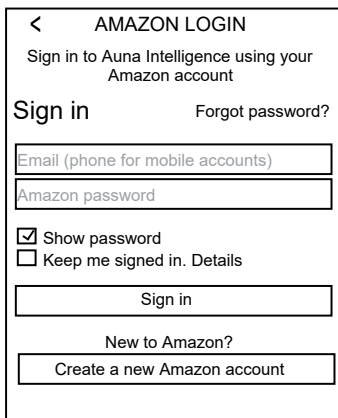 < AMAZON LOGIN
Sign in to Auna Intelligence using your
Amazon account
Sign in Forgot password?
Email (phone for mobile accounts)
Amazon password
Show password
Keep me signed in. Details
Sign in
New to Amazon?
Create a new Amazon account